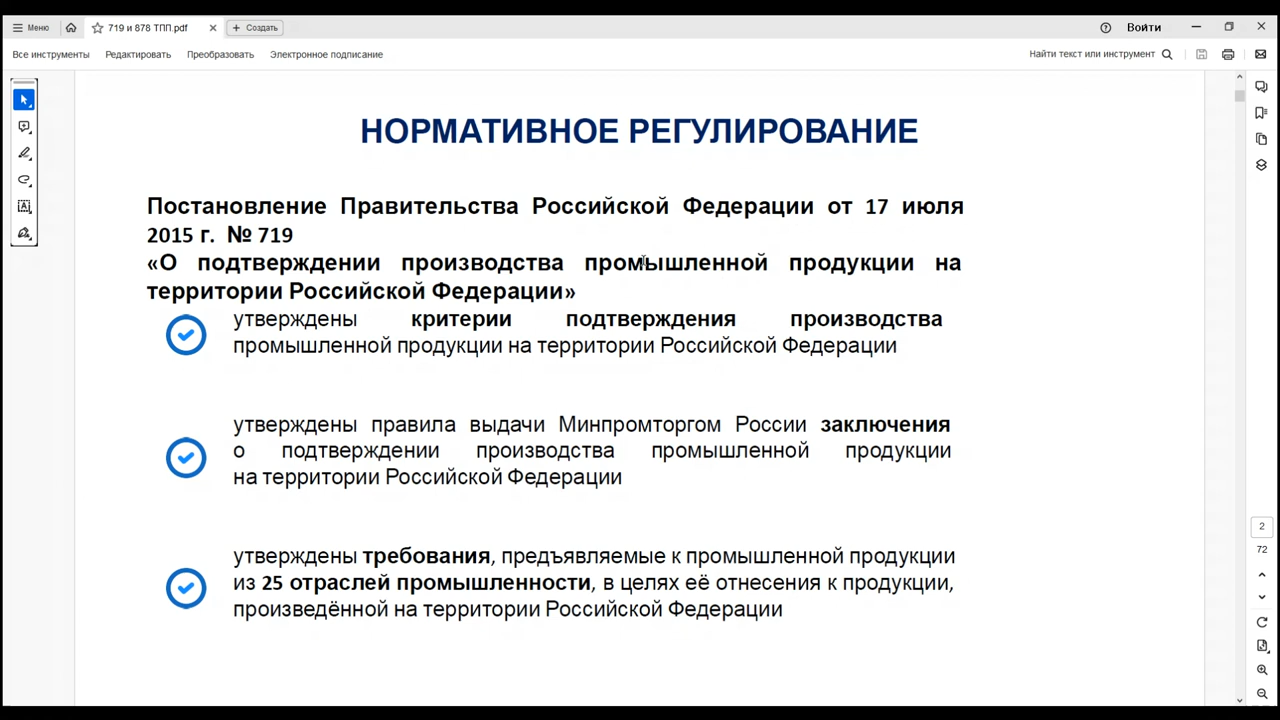 Меню
719 и 878 ТПП.pdf
Создать
Войти
Все инструменты
Редактировать
Преобразовать
Электронное подписание
Найти текст или инструмент
НОРМАТИВНОЕ РЕГУЛИРОВАНИЕ
Постановление Правительства Российской Федерации от 17 июля
2015 г. № 719
«О подтверждении производства промышленной продукции на
территории Российской Федерации»
утверждены критерии подтверждения производства
промышленной продукции на территории Российской Федерации
утверждены правила выдачи Минпромторгом России заключения
о подтверждении производства промышленной продукции
на территории Российской Федерации
утверждены требования, предъявляемые к промышленной продукции
из 25 отраслей промышленности, в целях её отнесения к продукции,
произведённой на территории Российской Федерации
2
72